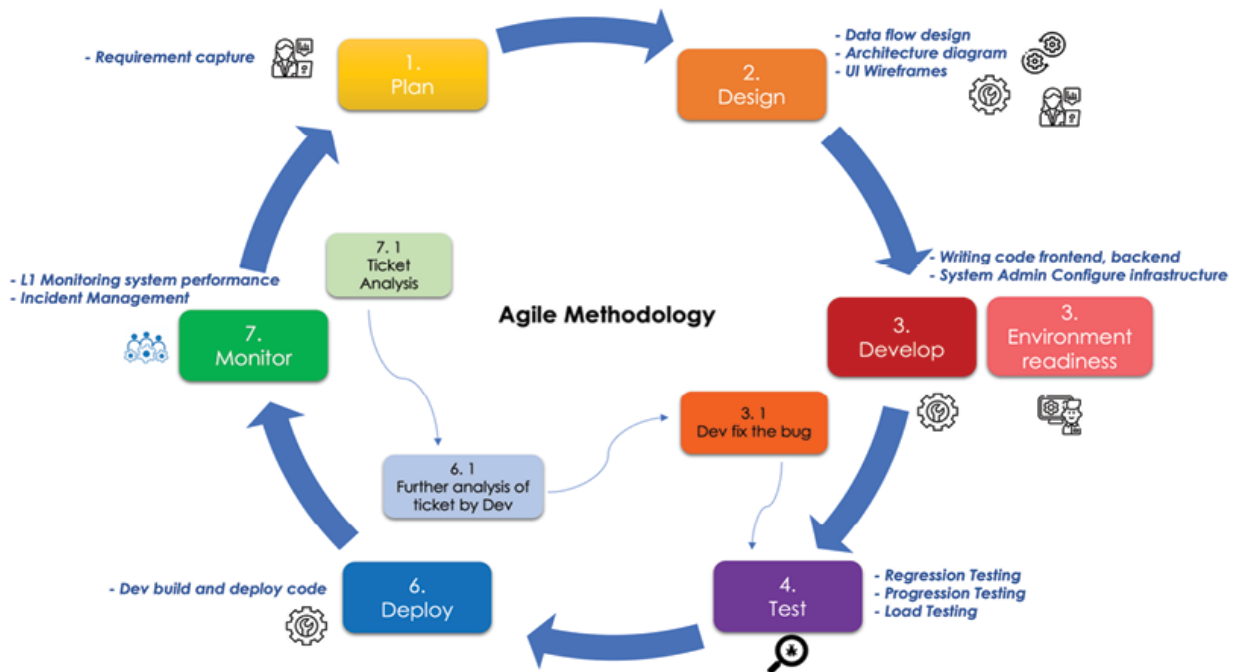 - Requirement capture
1.
Plan
2.
Design
- Data flow design
- Architecture diagram
- UI Wireframes
- Writing code frontend, backend
- System Admin Configure infrastructure
3.
Develop
3.
Environment
readiness
7. 1
Ticket
Analysis
Agile Methodology
- L1 Monitoring system performance
- Incident Management
7.
Monitor
3. 1
Dev fix the bug
6. 1
Further analysis of
ticket by Dev
- Dev build and deploy code
6.
Deploy
4.
Test
- Regression Testing
- Progression Testing
- Load Testing